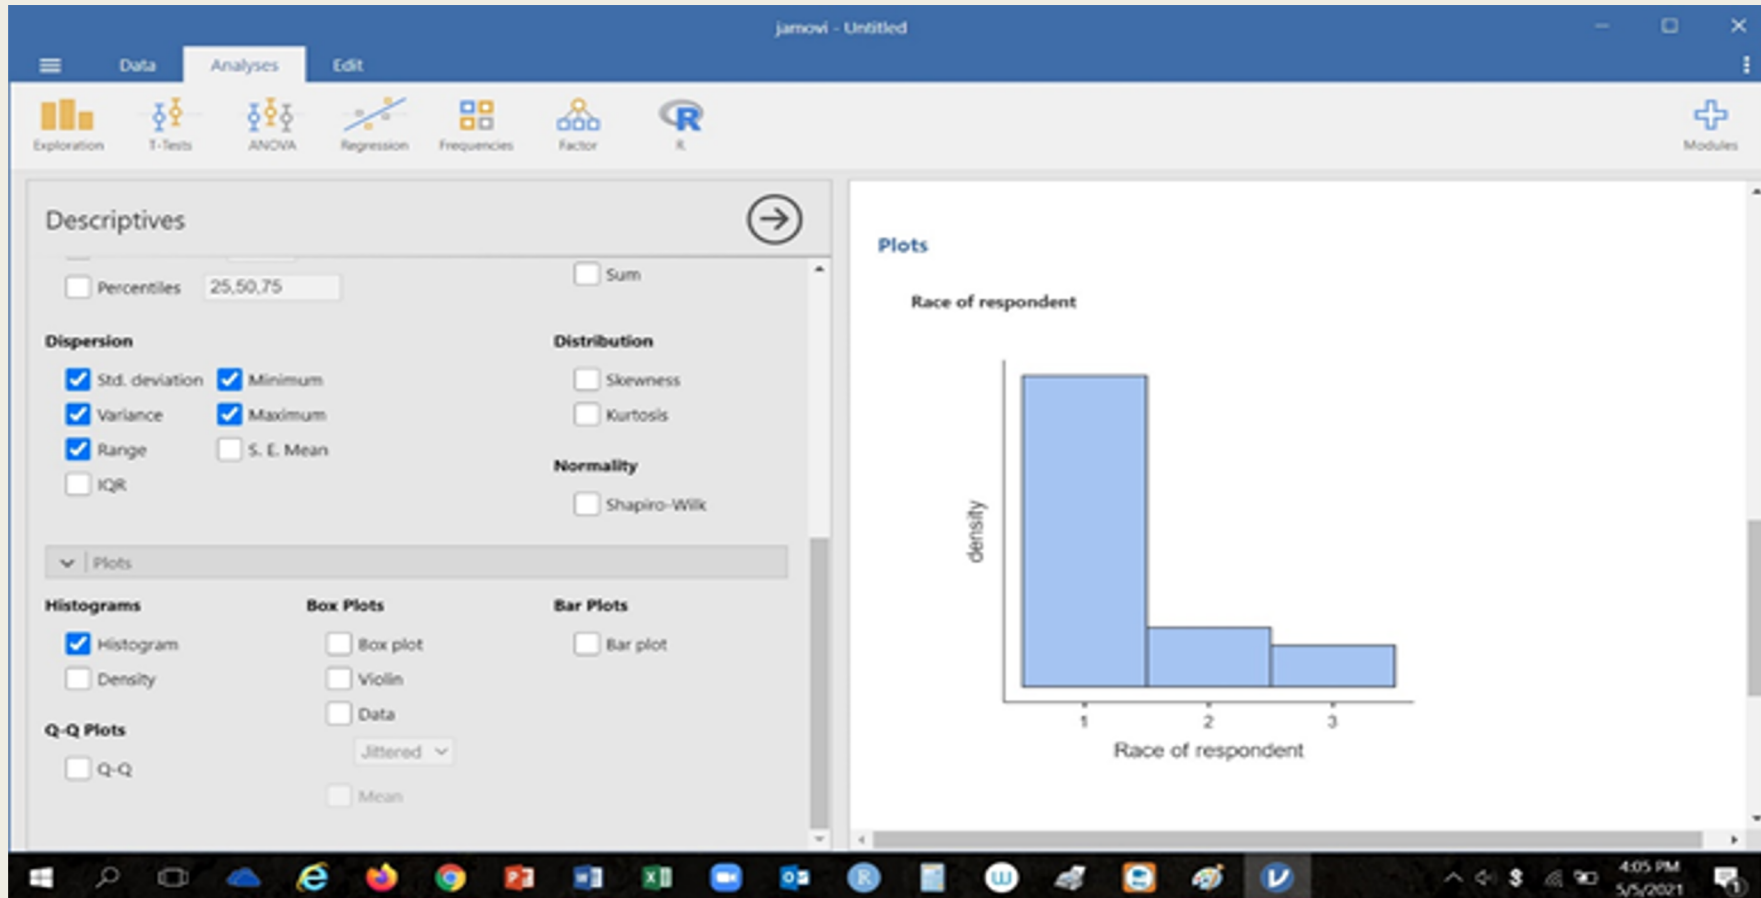 jamovi - Untitled
Data Analyses Edit
Exploration T-Tests ANOVA Regression Frequencies Factor R Modules
Descriptives
Percentiles 25,50,75
Sum
Dispersion
Std. deviation Minimum
Variance Maximum
Range S. E. Mean
IQR
Distribution
Skewness
Kurtosis
Normality
Shapiro-Wilk
Plots
Histograms
Histogram
Density
Q-Q Plots
Q-Q
Box Plots
Box plot
Violin
Data
Jittered
Mean
Bar Plots
Bar plot
Plots
Race of respondent
density
1 2 3
Race of respondent
4:05 PM
5/5/2021